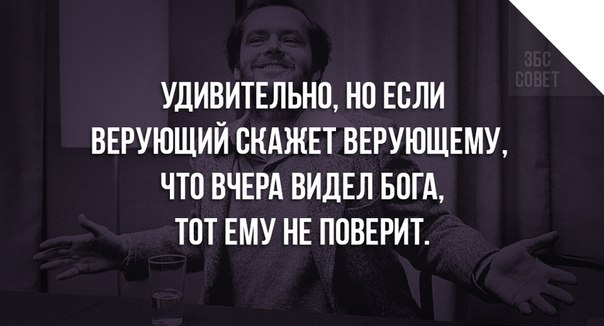 ЗБС
СОВЕТ
УДИВИТЕЛЬНО, НО ЕСЛИ
ВЕРУЮЩИЙ СКАЖЕТ ВЕРУЮЩЕМУ,
ЧТО ВЧЕРА ВИДЕЛ БОГА,
ТОТ ЕМУ НЕ ПОВЕРИТ.